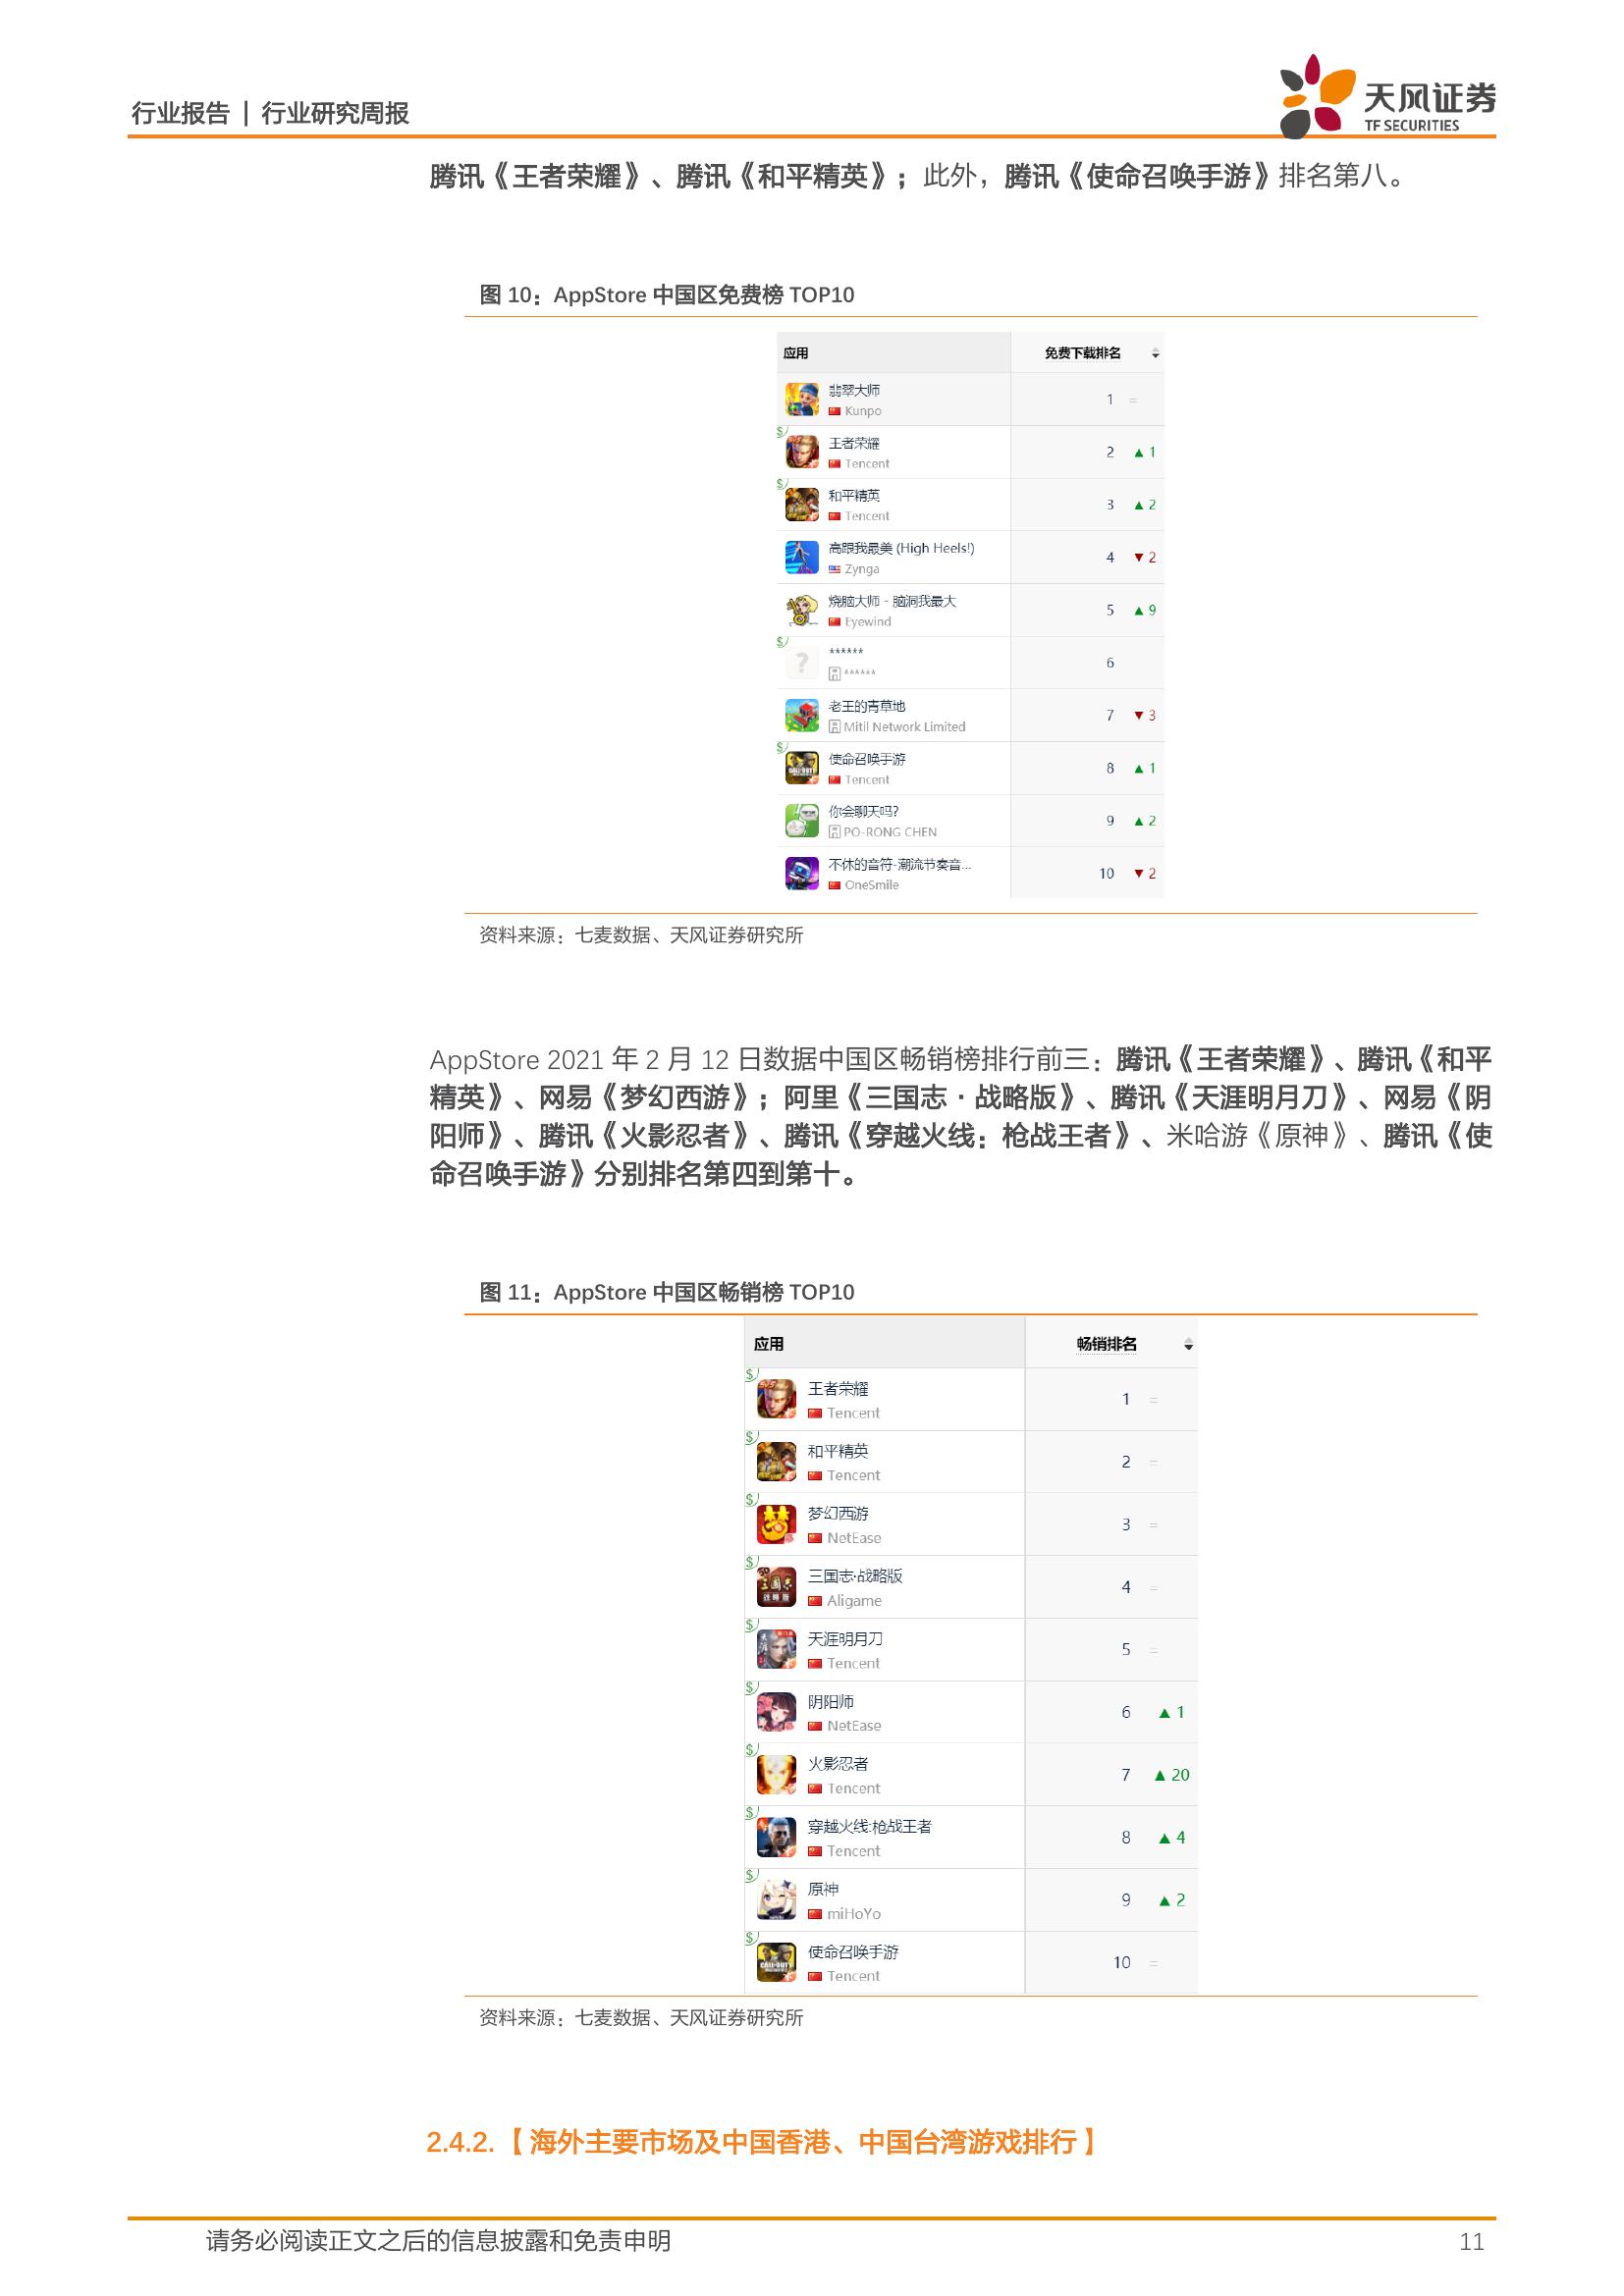 行业报告 | 行业研究周报
天风证券
TF SECURITIES
腾讯《王者荣耀》、腾讯《和平精英》；此外，腾讯《使命召唤手游》排名第八。
图 10：AppStore 中国区免费榜 TOP10
应用 免费下载排名
翡翠大师
Kunpo
1 =
王者荣耀
Tencent
2 ▲1
和平精英
Tencent
3 ▲2
高跟我最美 (High Heels!)
Zynga
4 ▼2
烧脑大师 - 脑洞我最大
Eyewind
5 ▲9
******
******
6
老王的青草地
Mitil Network Limited
7 ▼3
使命召唤手游
Tencent
8 ▲1
你会聊天吗?
PO-RONG CHEN
9 ▲2
不休的音符-潮流节奏音...
OneSmile
10 ▼2
资料来源：七麦数据、天风证券研究所
AppStore 2021 年 2 月 12 日数据中国区畅销榜排行前三：腾讯《王者荣耀》、腾讯《和平
精英》、网易《梦幻西游》；阿里《三国志·战略版》、腾讯《天涯明月刀》、网易《阴
阳师》、腾讯《火影忍者》、腾讯《穿越火线：枪战王者》、米哈游《原神》、腾讯《使
命召唤手游》分别排名第四到第十。
图 11：AppStore 中国区畅销榜 TOP10
应用 畅销排名
王者荣耀
Tencent
1 =
和平精英
Tencent
2 =
梦幻西游
NetEase
3 =
三国志·战略版
Aligame
4 =
天涯明月刀
Tencent
5 =
阴阳师
NetEase
6 ▲1
火影忍者
Tencent
7 ▲20
穿越火线:枪战王者
Tencent
8 ▲4
原神
miHoYo
9 ▲2
使命召唤手游
Tencent
10 =
资料来源：七麦数据、天风证券研究所
2.4.2.【海外主要市场及中国香港、中国台湾游戏排行】
请务必阅读正文之后的信息披露和免责申明 11